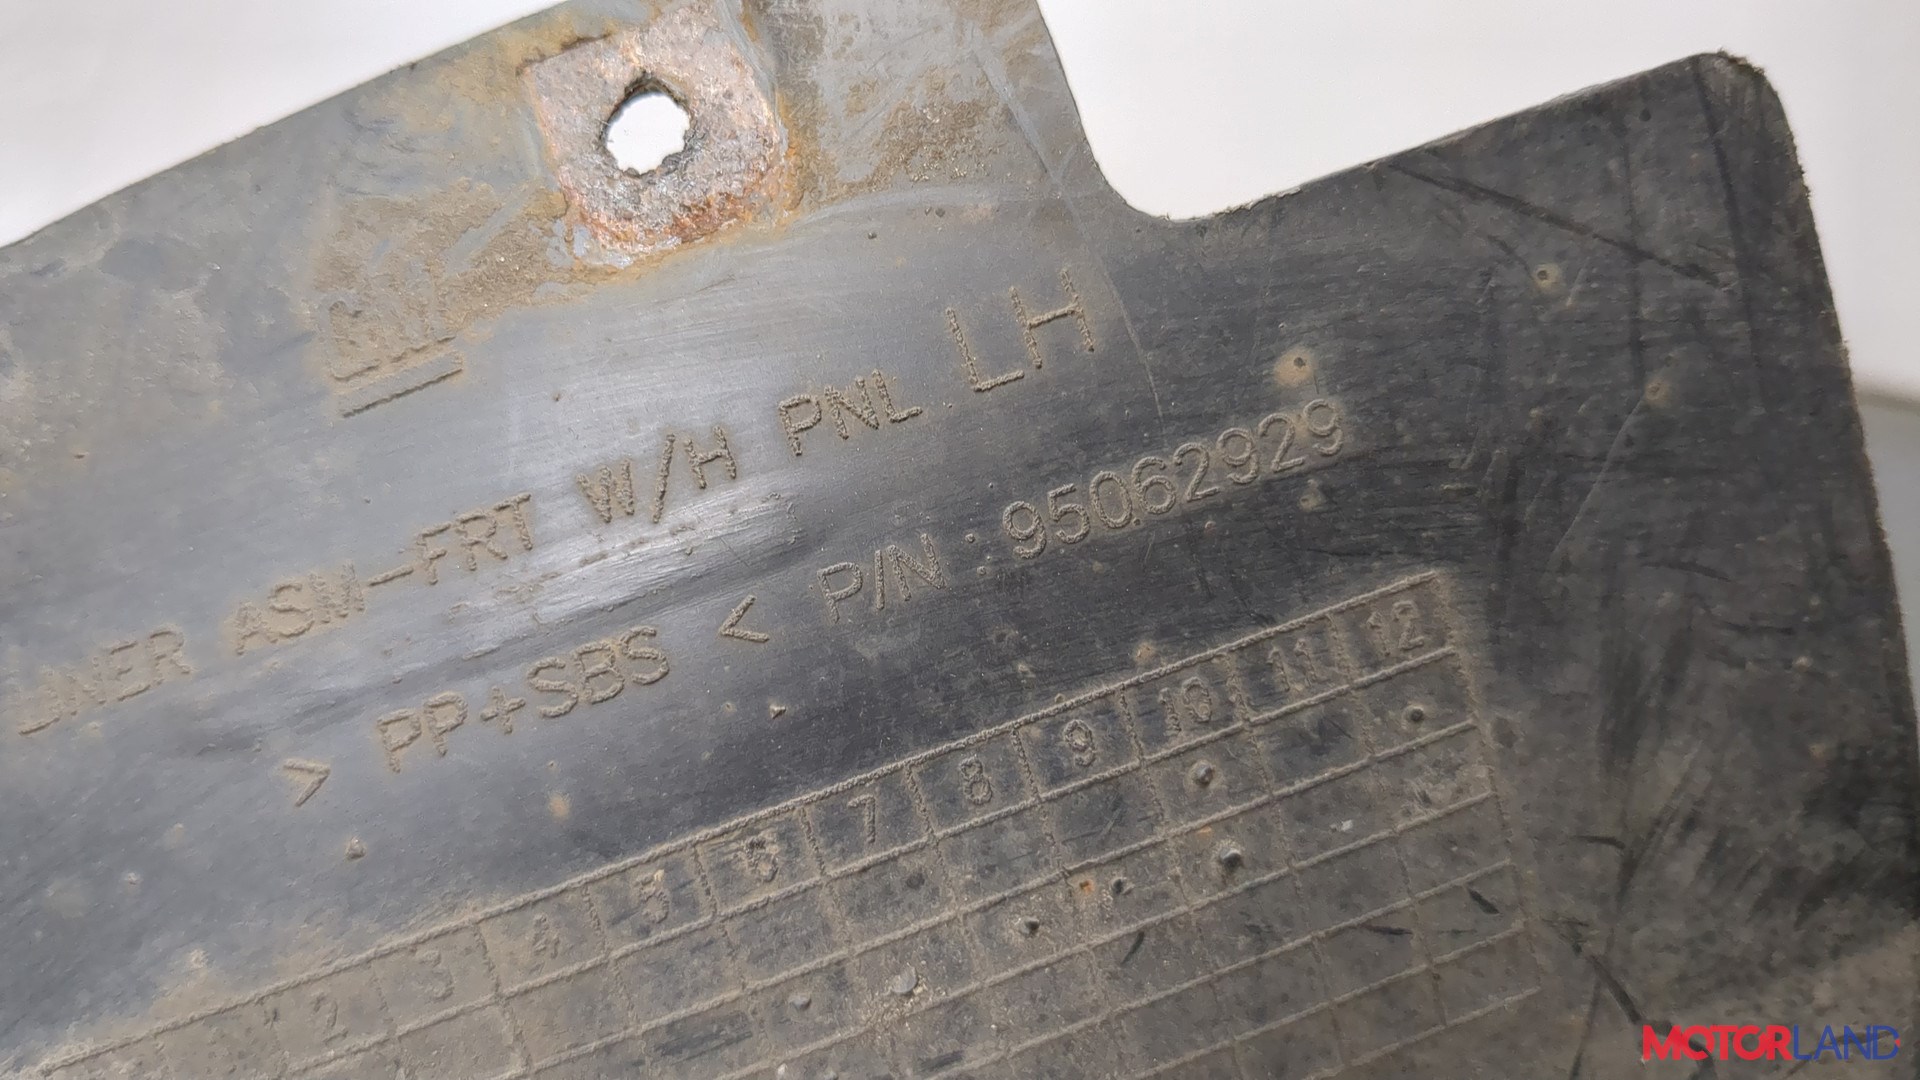 GM
LH
LINER ASM-FRT W/H PNL
> PP+SBS < P/N : 95062929
2 3 4 5 6 7 8 9 10 11 12
MOTORLAND